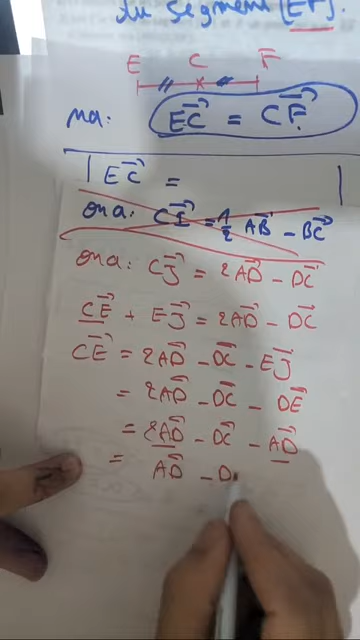 du segment [EF].
E C F
ma: EC⃗ = CF⃗.
EC⃗ =
ona: CI⃗ = 1/2 AB⃗ - BC⃗
ona: CJ⃗ = 2AD⃗ - DC⃗
CE⃗ + EJ⃗ = 2AD⃗ - DC⃗
CE⃗ = 2AD⃗ - DC⃗ - EJ⃗
= 2AD⃗ - DC⃗ - DE⃗
= 2AD⃗ - DC⃗ - AD⃗
= AD⃗ - D